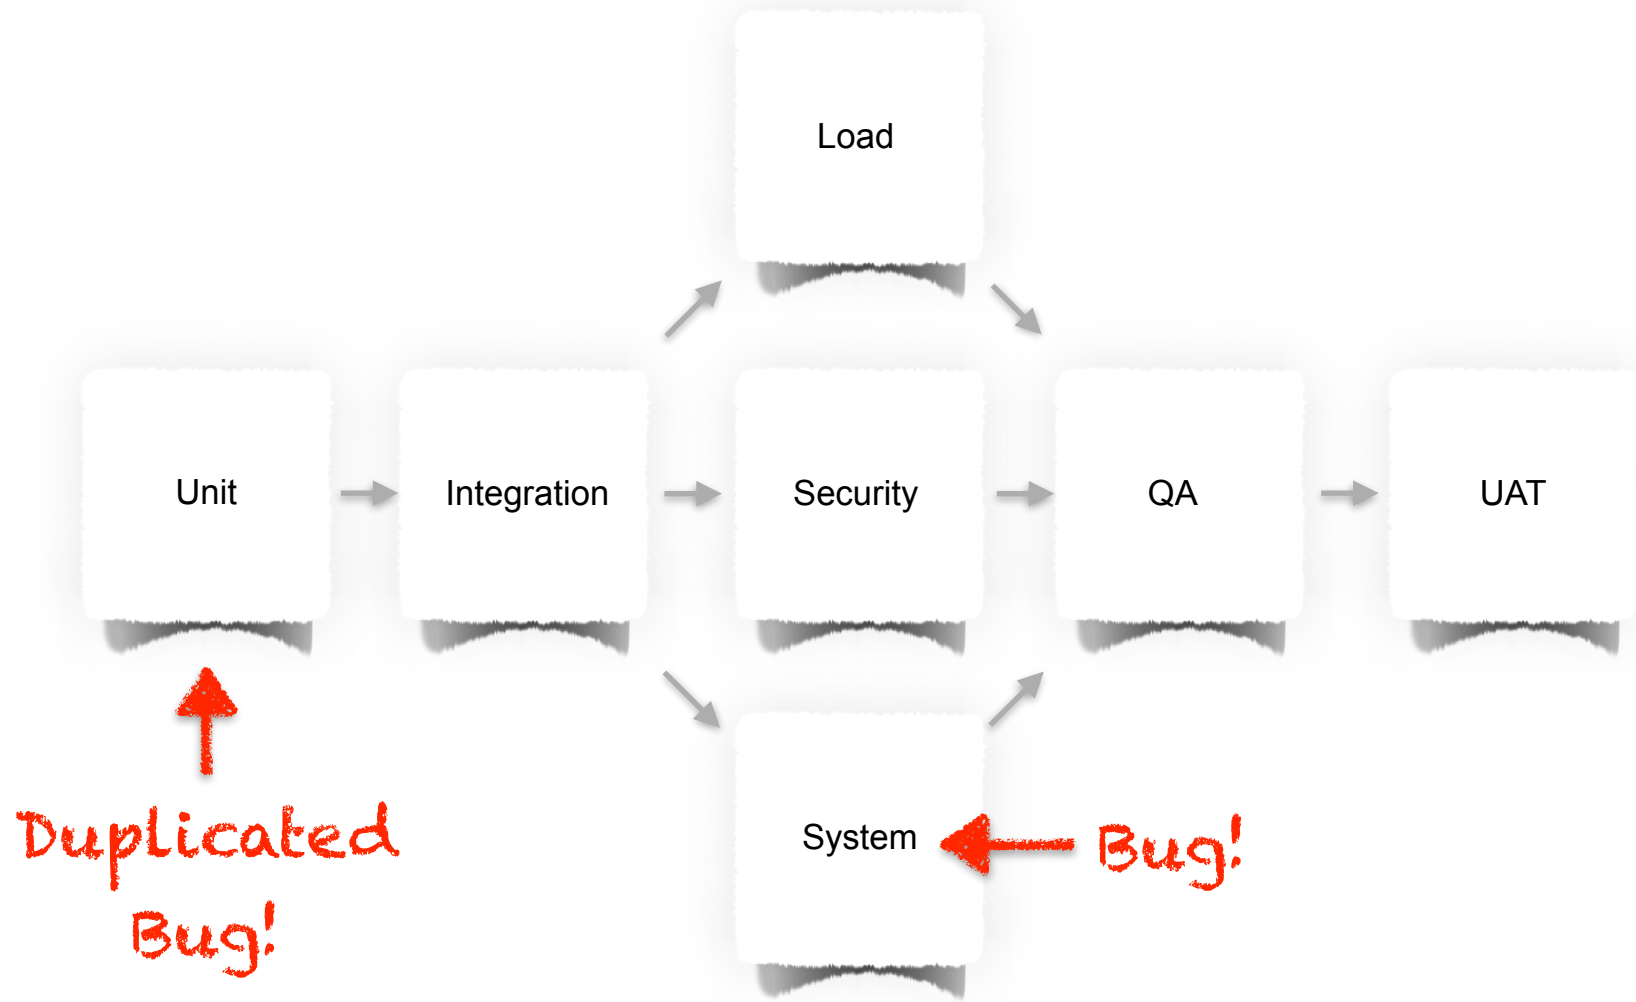 Load
Unit
Integration
Security
QA
UAT
System
Bug!
Duplicated
Bug!